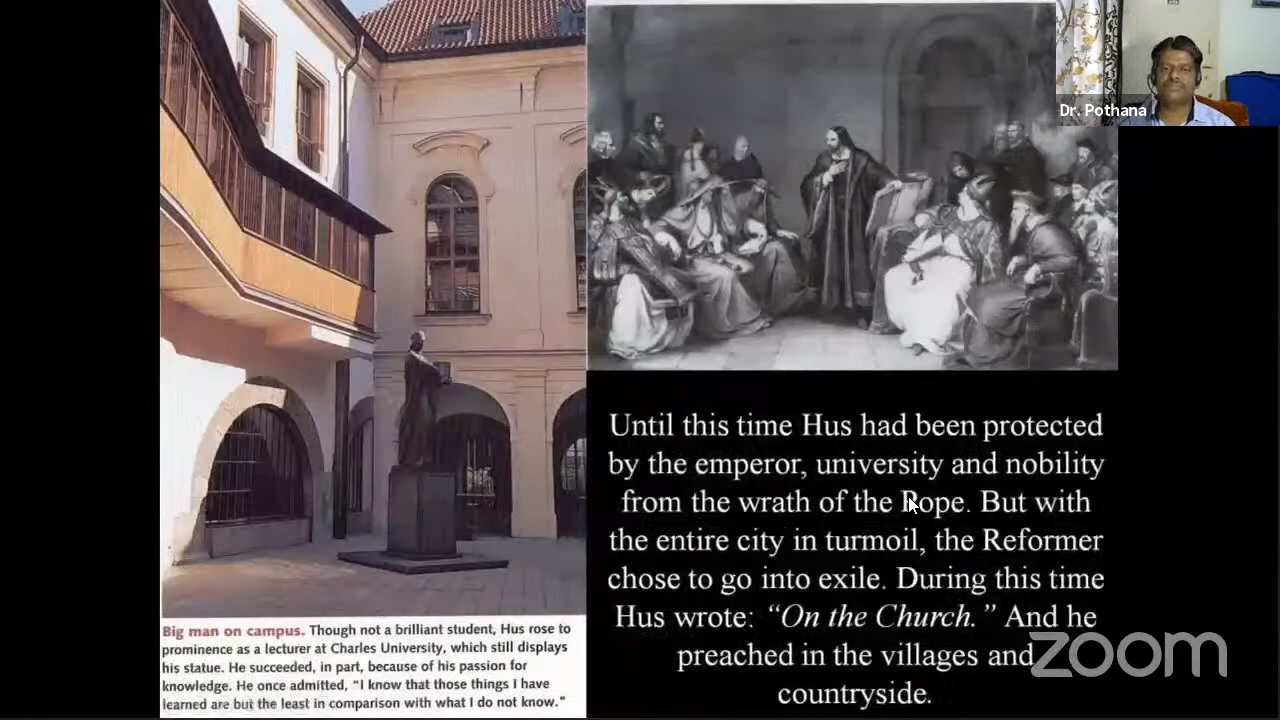 Dr. Pothana
Until this time Hus had been protected
by the emperor, university and nobility
from the wrath of the Pope. But with
the entire city in turmoil, the Reformer
chose to go into exile. During this time
Hus wrote: “On the Church.” And he
preached in the villages and
countryside.
Big man on campus. Though not a brilliant student, Hus rose to
prominence as a lecturer at Charles University, which still displays
his statue. He succeeded, in part, because of his passion for
knowledge. He once admitted, "I know that those things I have
learned are but the least in comparison with what I do not know."
zoom